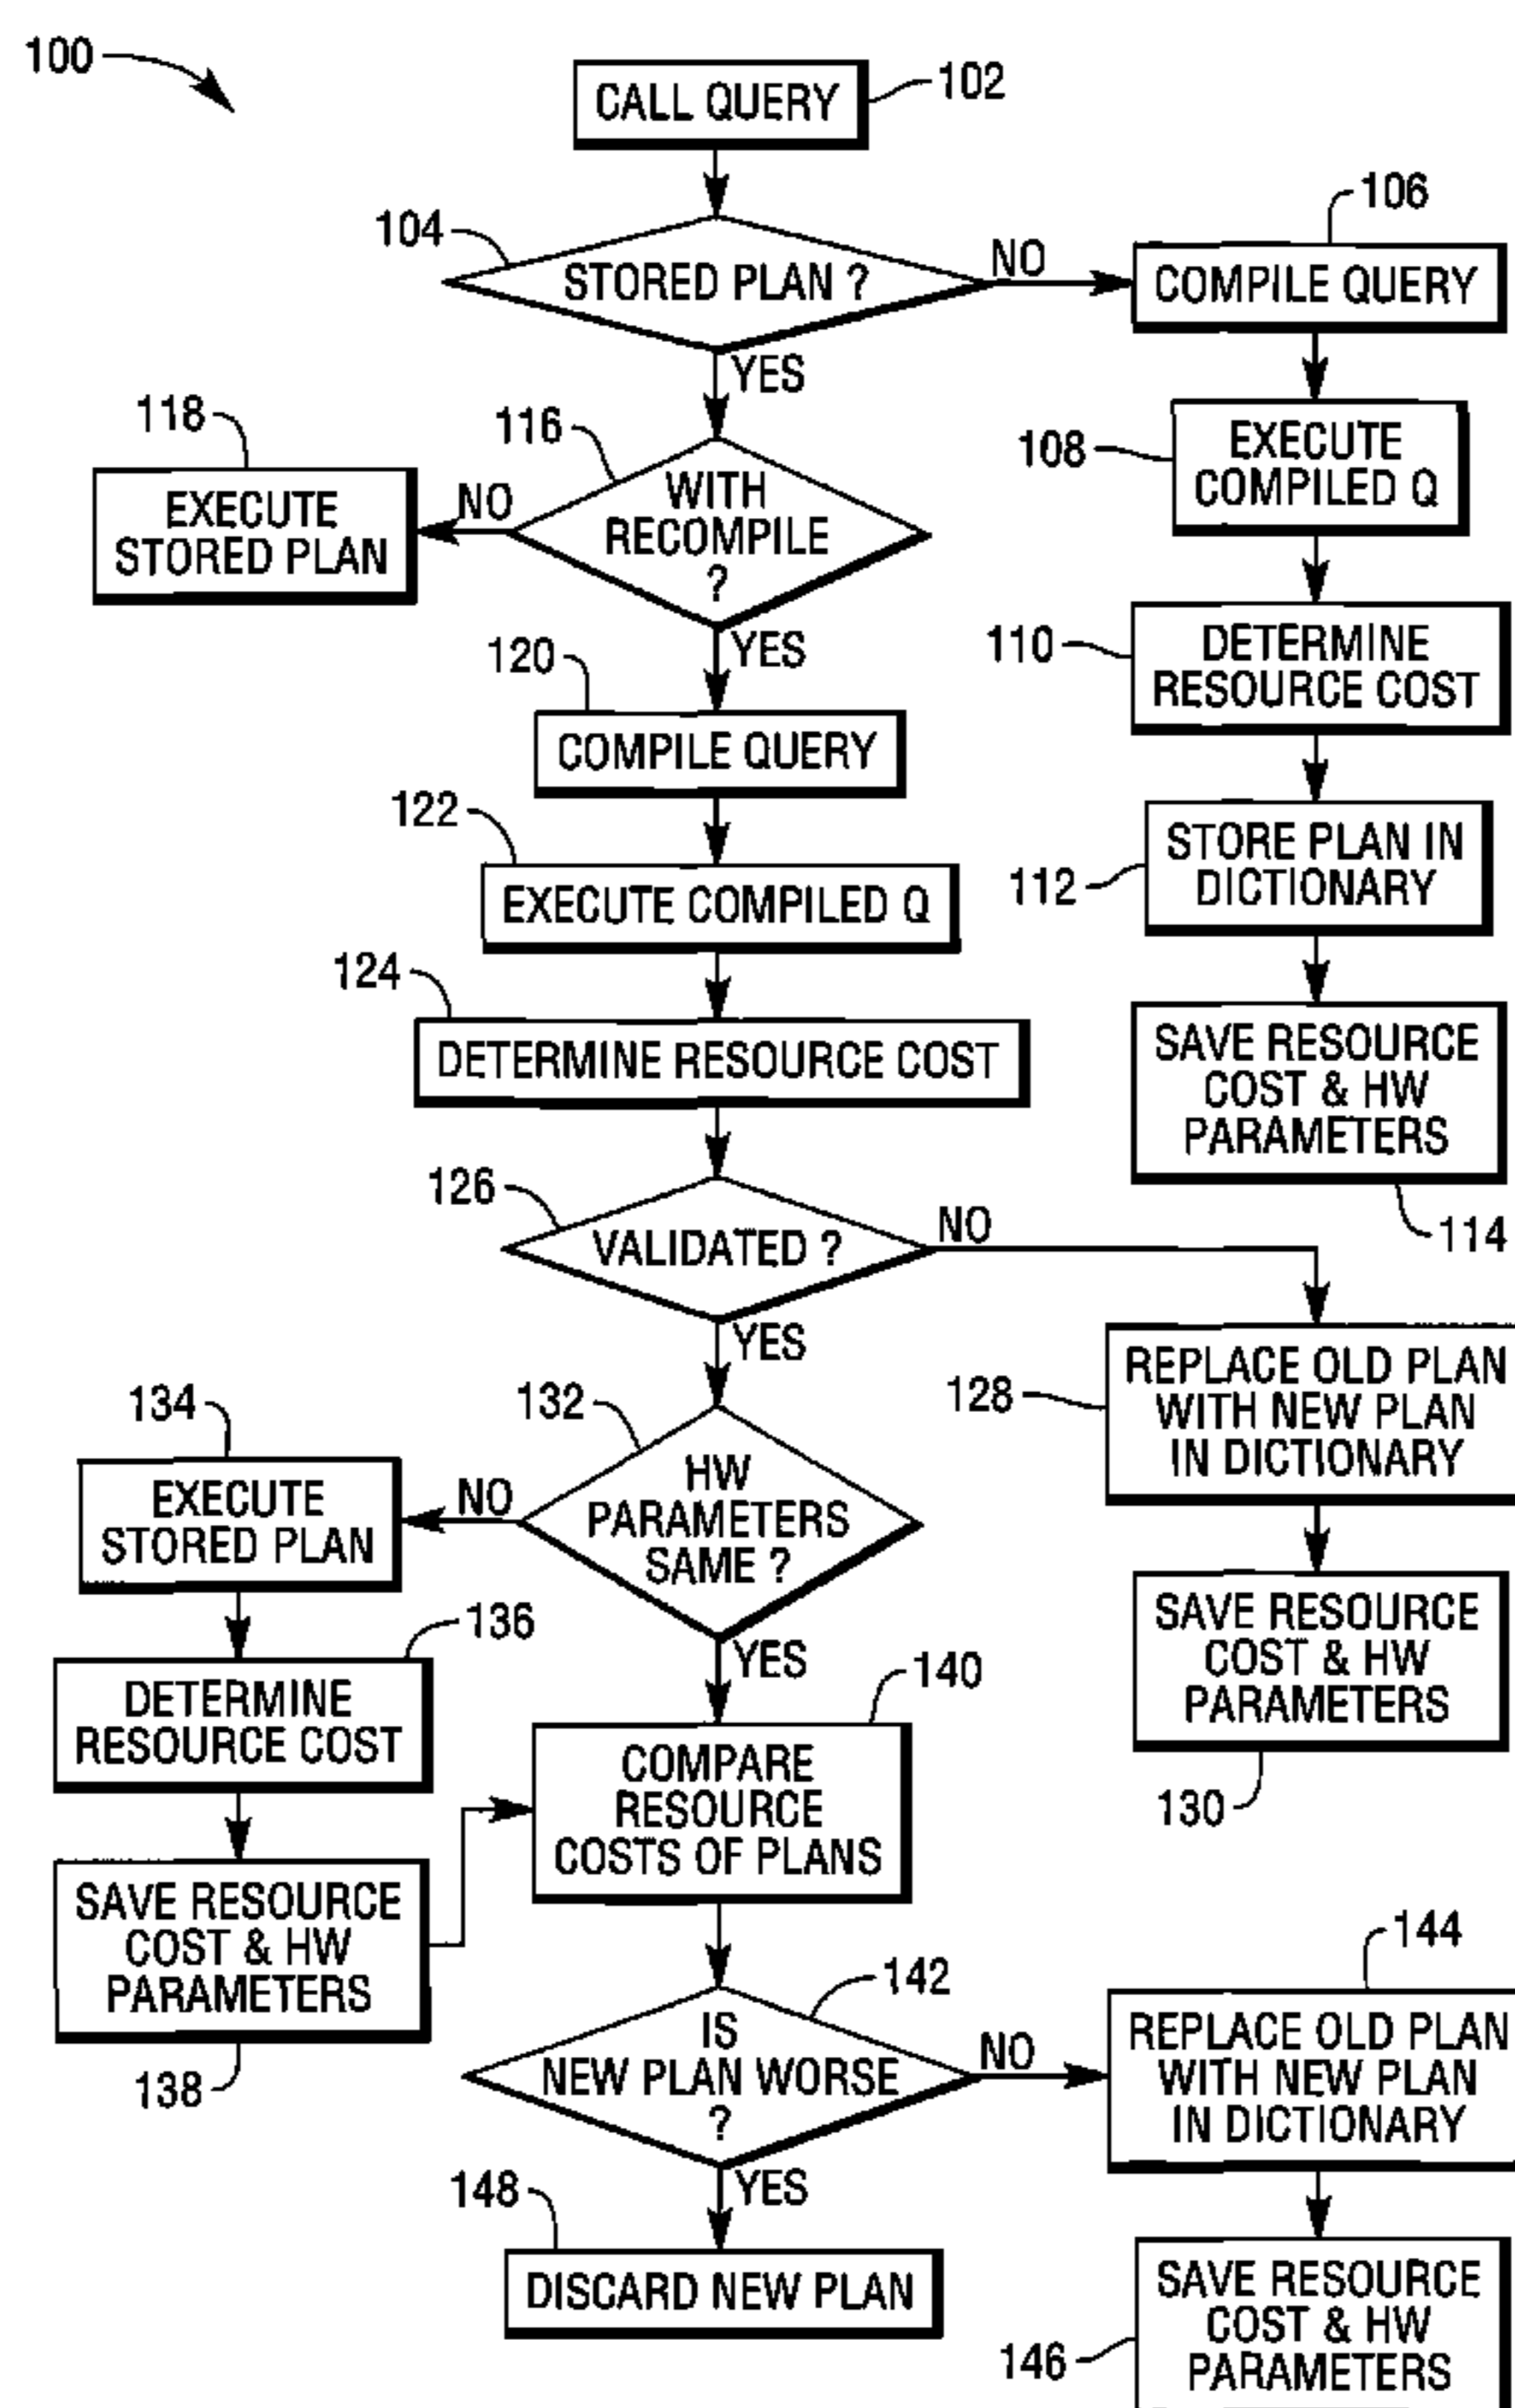 100
CALL QUERY
102
104
STORED PLAN ?
NO
106
COMPILE QUERY
YES
108
EXECUTE
COMPILED Q
118
EXECUTE
STORED PLAN
NO
116
WITH
RECOMPILE
?
YES
110
DETERMINE
RESOURCE COST
120
COMPILE QUERY
112
STORE PLAN IN
DICTIONARY
122
EXECUTE COMPILED Q
124
DETERMINE RESOURCE COST
SAVE RESOURCE
COST & HW
PARAMETERS
114
126
VALIDATED ?
NO
YES
128
REPLACE OLD PLAN
WITH NEW PLAN
IN DICTIONARY
134
EXECUTE
STORED PLAN
NO
132
HW
PARAMETERS
SAME ?
YES
SAVE RESOURCE
COST & HW
PARAMETERS
130
136
DETERMINE
RESOURCE COST
140
COMPARE
RESOURCE
COSTS OF PLANS
SAVE RESOURCE
COST & HW
PARAMETERS
138
142
IS
NEW PLAN WORSE
?
NO
144
REPLACE OLD PLAN
WITH NEW PLAN
IN DICTIONARY
YES
148
DISCARD NEW PLAN
146
SAVE RESOURCE
COST & HW
PARAMETERS